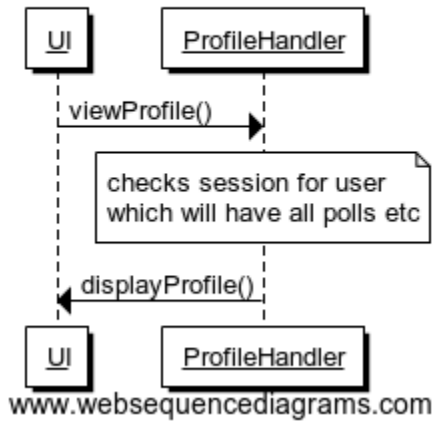 UI
ProfileHandler
viewProfile()
checks session for user
which will have all polls etc
displayProfile()
UI
ProfileHandler
www.websequencediagrams.com